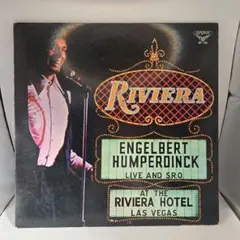 RIVIERA
ENGELBERT
HUMPERDINCK
LIVE AND SRO
AT THE
RIVIERA HOTEL
LAS VEGAS